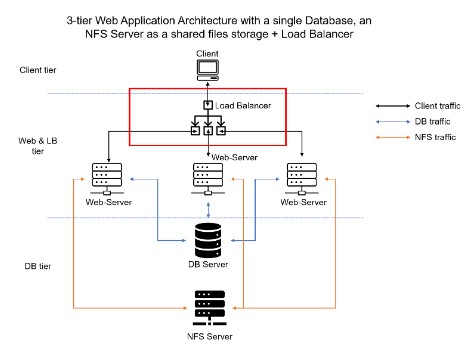 3-tier Web Application Architecture with a single Database, an
NFS Server as a shared files storage + Load Balancer
Client
Client tier
Load Balancer
Client traffic
DB traffic
NFS traffic
Web & LB
tier
Web-Server
Web-Server
Web-Server
DB Server
DB tier
NFS Server